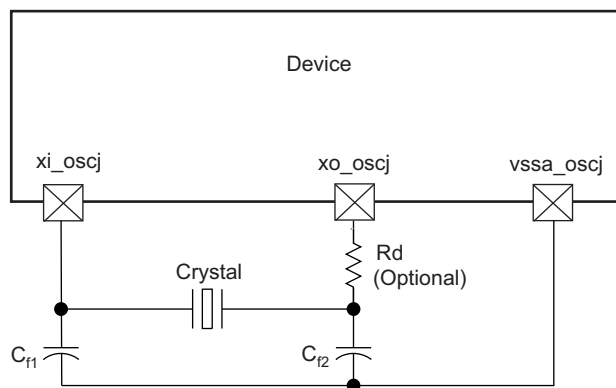 Device
xi_oscj
xo_oscj
vssa_oscj
Rd
(Optional)
Crystal
Cf1
Cf2